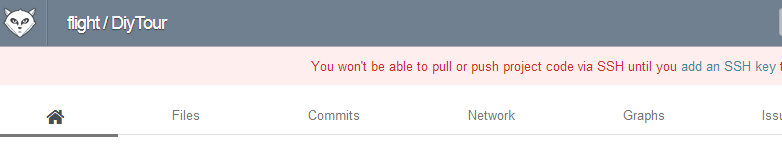 flight / DiyTour
You won't be able to pull or push project code via SSH until you add an SSH key
Files Commits Network Graphs Issu